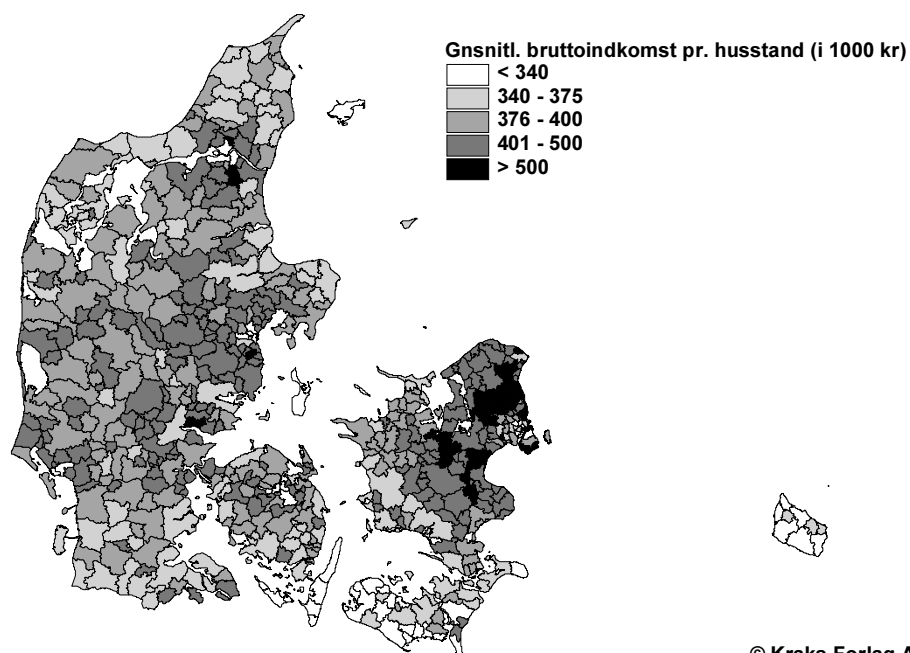 Gnsnitl. bruttoindkomst pr. husstand (i 1000 kr)
< 340
340 - 375
376 - 400
401 - 500
> 500
© Kraks Forlag A